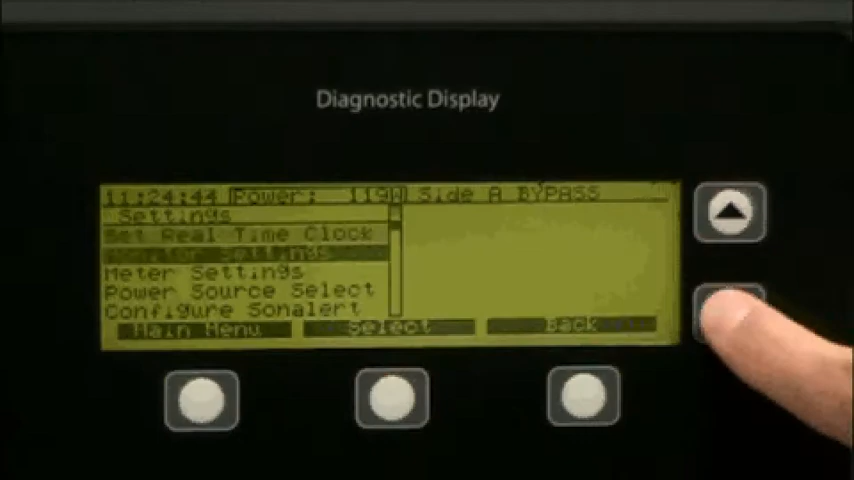 Diagnostic Display
11:24:44 Power: 119W Side A BYPASS
Settings
Set Real Time Clock
Monitor Settings
Meter Settings
Power Source Select
Configure Sonalert
Main Menu Select Back